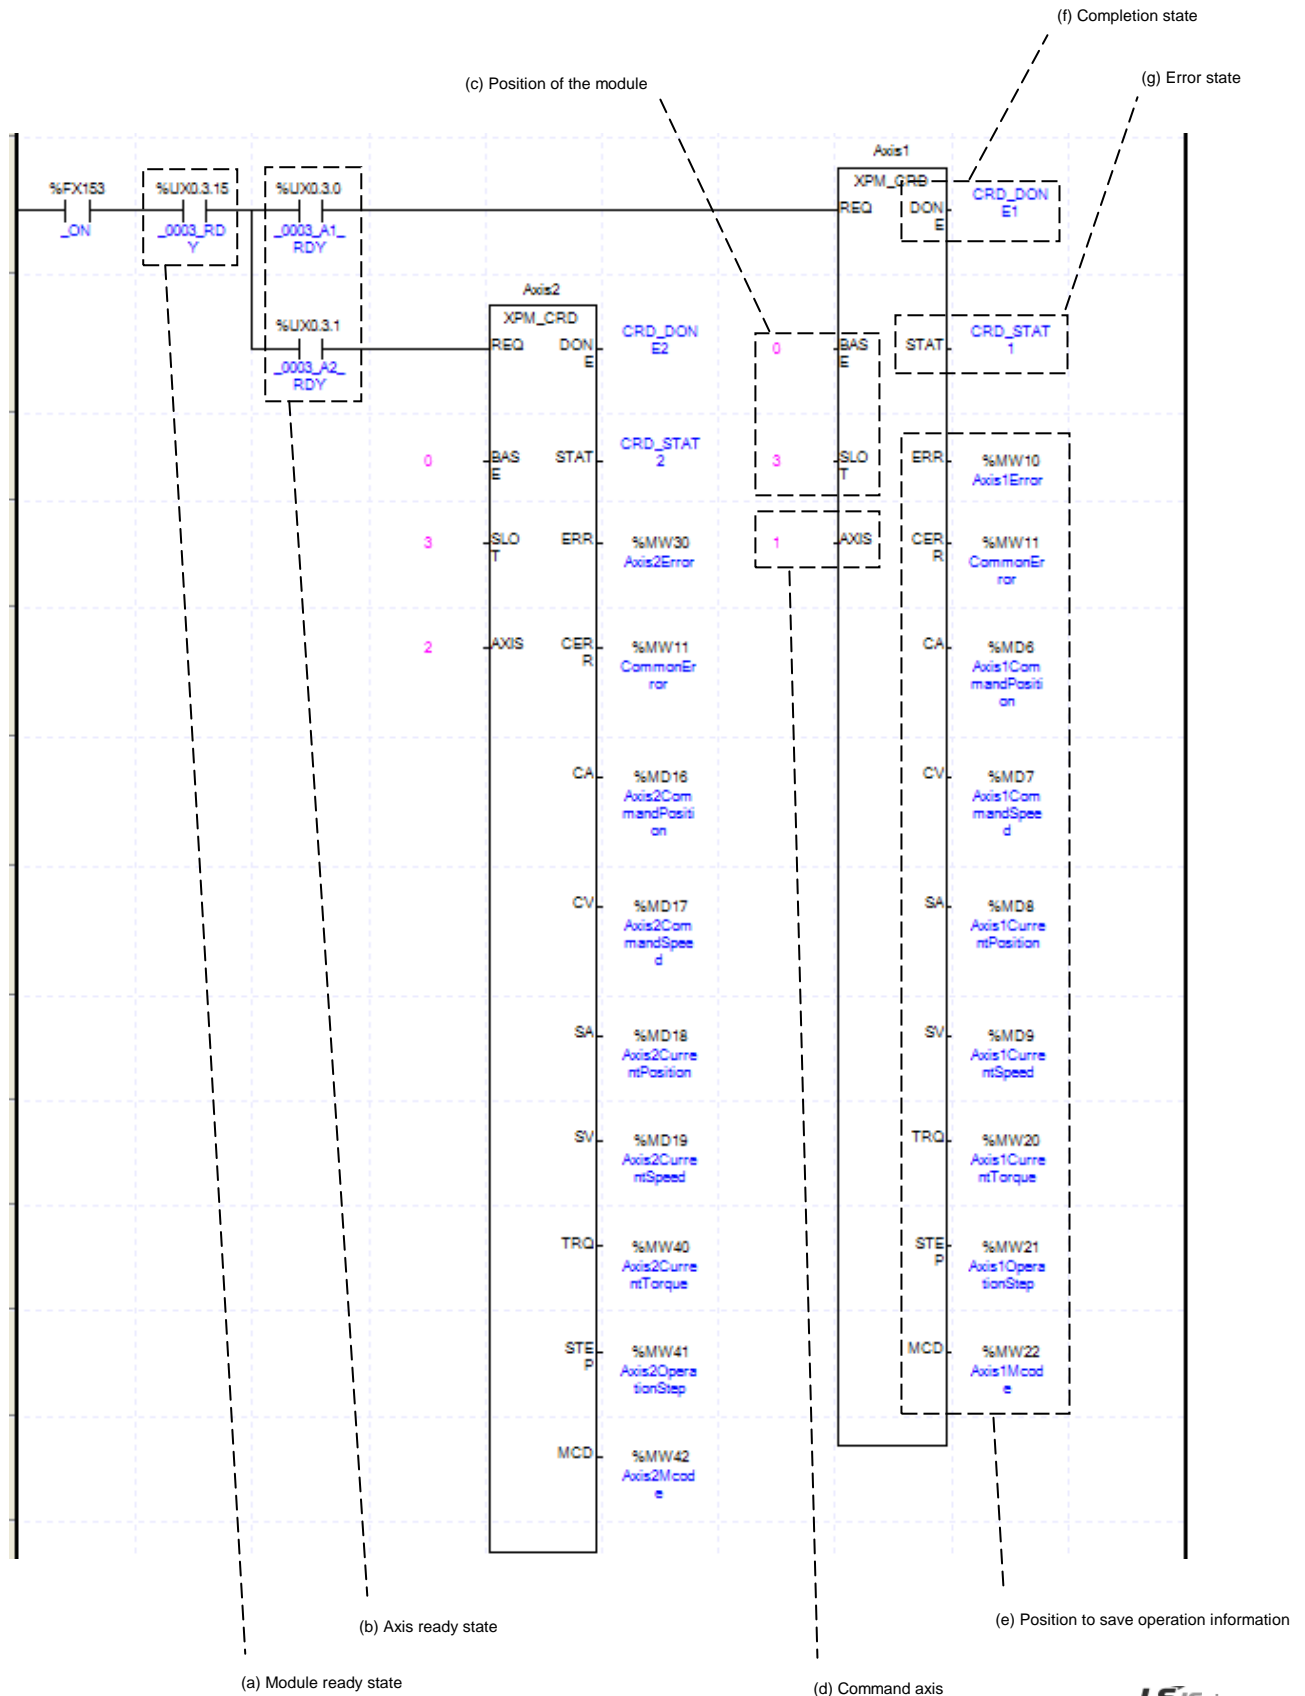 (f) Completion state
(c) Position of the module
(g) Error state
Axis1
%FX153
%UX0.3.15
%UX0.3.0
XPM_CRD
REQ
DON
E
CRD_DON
E1
_ON
_0003_RD
Y
_0003_A1_
RDY
Axis2
XPM_CRD
%UX0.3.1
REQ
DON
E
CRD_DON
E2
0
BAS
E
STAT
CRD_STAT
1
_0003_A2_
RDY
0
BAS
E
STAT
CRD_STAT
2
3
SLO
T
ERR
%MW10
Axis1Error
3
SLO
T
ERR
%MW30
Axis2Error
1
AXIS
CER
R
%MW11
CommonEr
ror
2
AXIS
CER
R
%MW11
CommonEr
ror
CA
%MD6
Axis1Com
mandPositi
on
CA
%MD16
Axis2Com
mandPositi
on
CV
%MD7
Axis1Com
mandSpee
d
CV
%MD17
Axis2Com
mandSpee
d
SA
%MD8
Axis1Curre
ntPosition
SA
%MD18
Axis2Curre
ntPosition
SV
%MD9
Axis1Curre
ntSpeed
SV
%MD19
Axis2Curre
ntSpeed
TRQ
%MW20
Axis1Curre
ntTorque
TRQ
%MW40
Axis2Curre
ntTorque
STE
P
%MW21
Axis1Opera
tionStep
STE
P
%MW41
Axis2Opera
tionStep
MCD
%MW22
Axis1Mcod
e
MCD
%MW42
Axis2Mcod
e
(e) Position to save operation information
(b) Axis ready state
(a) Module ready state
(d) Command axis